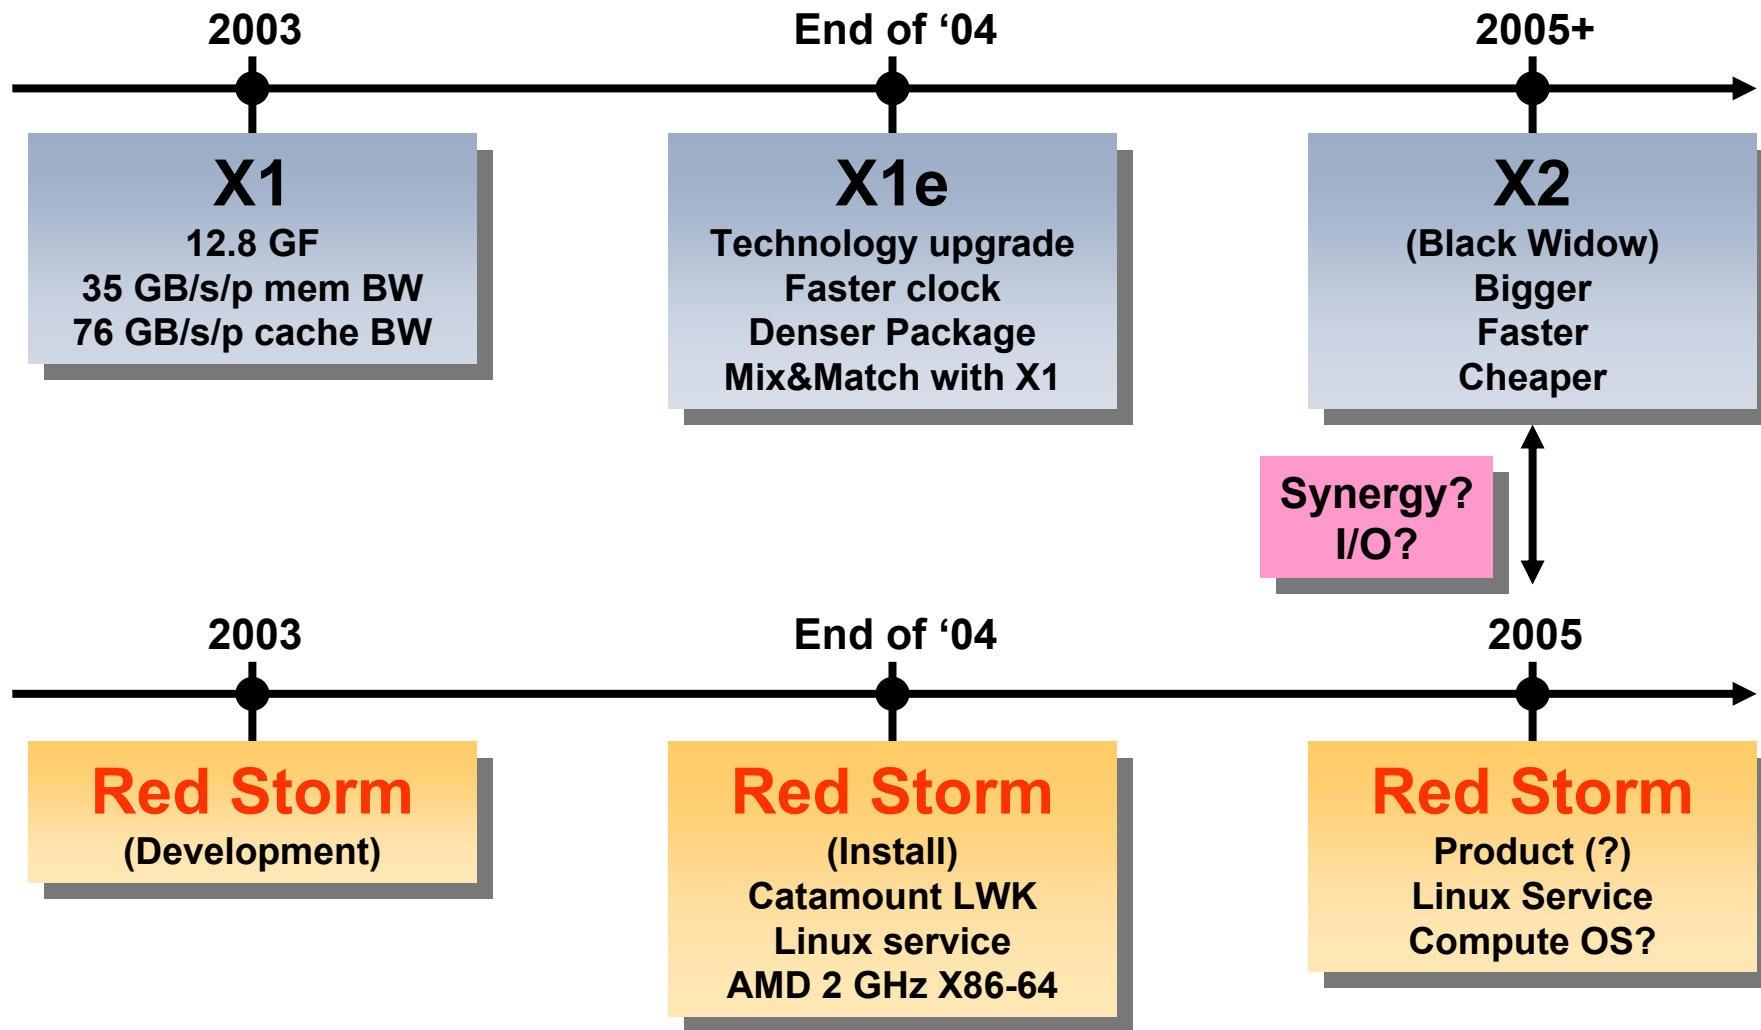 2003
End of ‘04
2005+
X1
12.8 GF
35 GB/s/p mem BW
76 GB/s/p cache BW
X1e
Technology upgrade
Faster clock
Denser Package
Mix&Match with X1
X2
(Black Widow)
Bigger
Faster
Cheaper
Synergy?
I/O?
2003
End of ‘04
2005
Red Storm
(Development)
Red Storm
(Install)
Catamount LWK
Linux service
AMD 2 GHz X86-64
Red Storm
Product (?)
Linux Service
Compute OS?